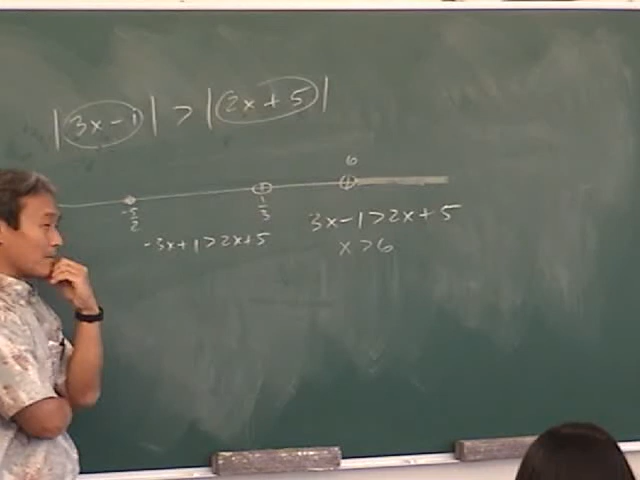 |3x-1| > |2x+5|
6
-5/2
1/3
3x-1>2x+5
-3x+1>2x+5
x>6